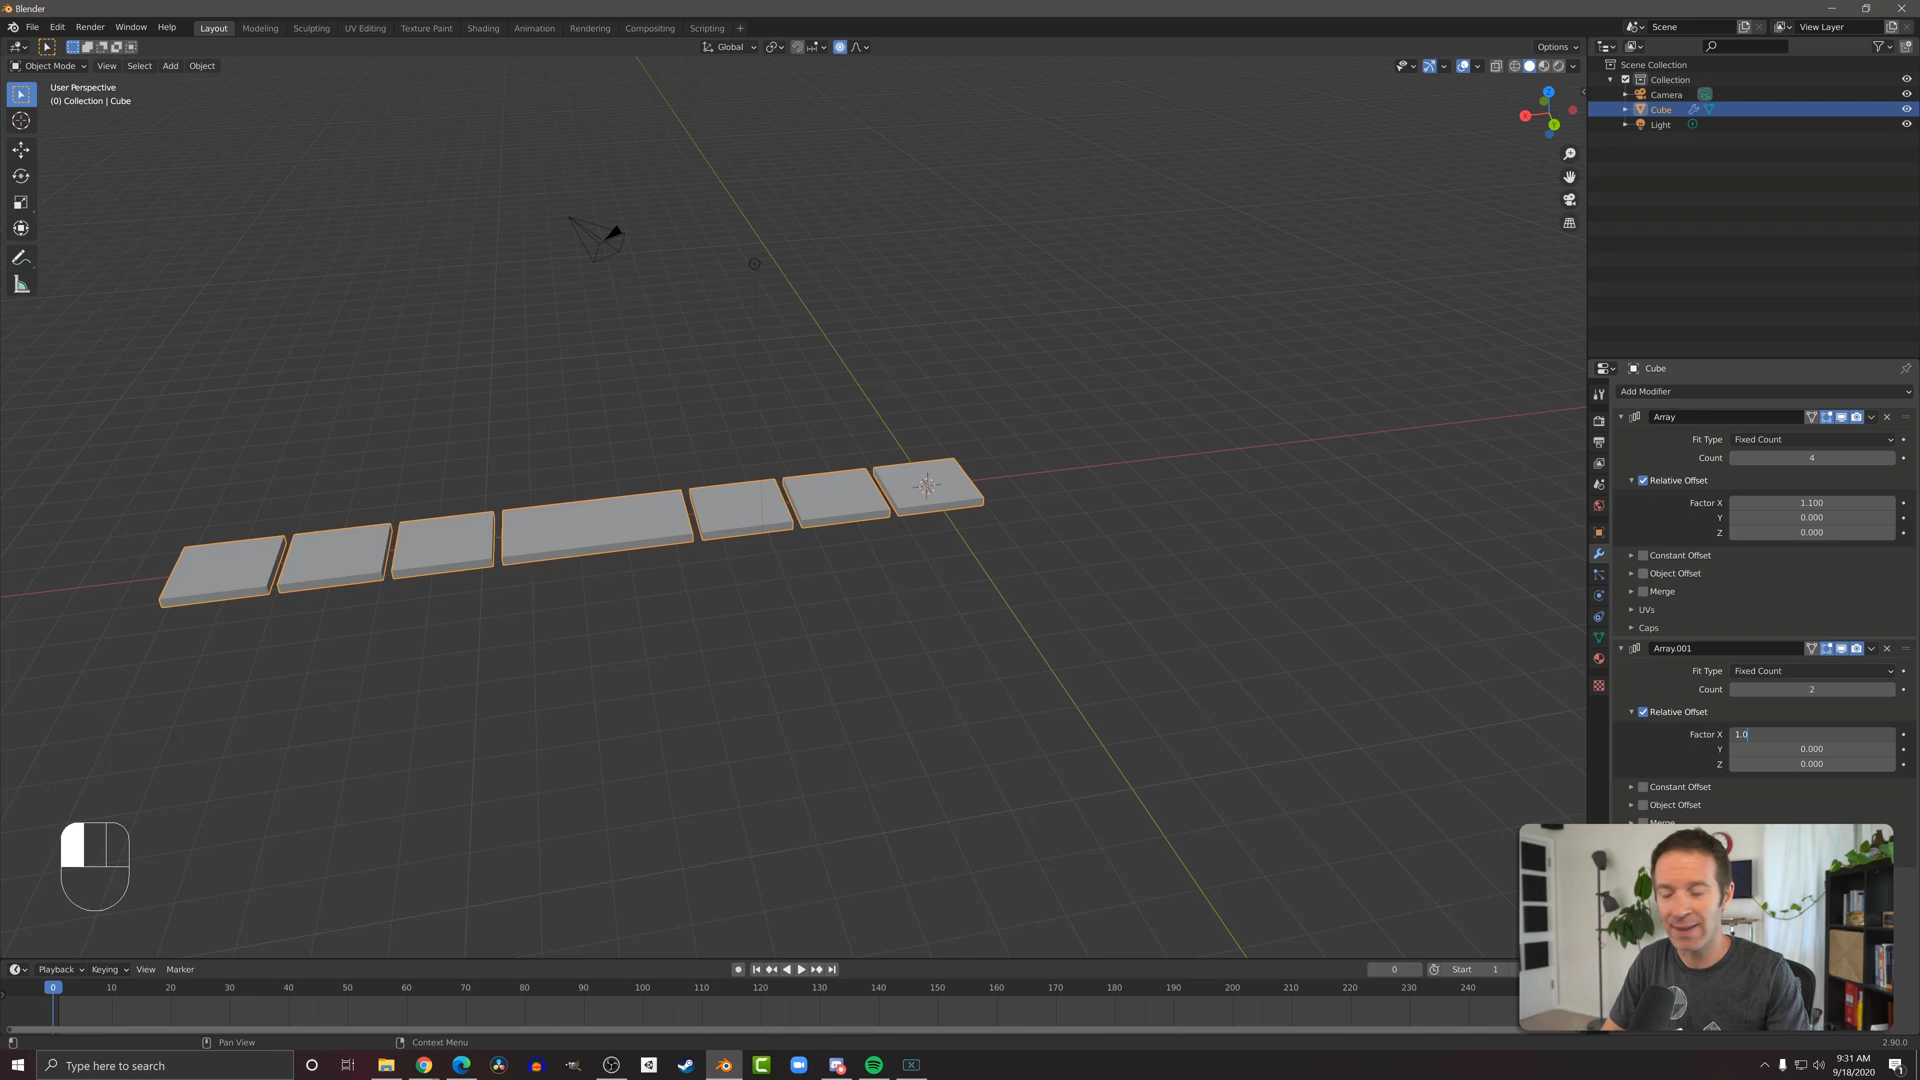 Blender
File Edit Render Window Help
Layout Modeling Sculpting UV Editing Texture Paint Shading Animation Rendering Compositing Scripting +
Scene
View Layer
Global
Options
Object Mode View Select Add Object
User Perspective
(0) Collection | Cube
Z
X
Y
Scene Collection
Collection
Camera
Cube
Light
Cube
Add Modifier
Array
Fit Type Fixed Count
Count 4
Relative Offset
Factor X 1.100
Y 0.000
Z 0.000
Constant Offset
Object Offset
Merge
UVs
Caps
Array.001
Fit Type Fixed Count
Count 2
Relative Offset
Factor X 1.0
Y 0.000
Z 0.000
Constant Offset
Object Offset
Merge
Playback Keying View Marker
0
Start 1
0 10 20 30 40 50 60 70 80 90 100 110 120 130 140 150 160 170 180 190 200 210 220 230 240
Pan View
Context Menu
2.90.0
Type here to search
9:31 AM
9/18/2020
1